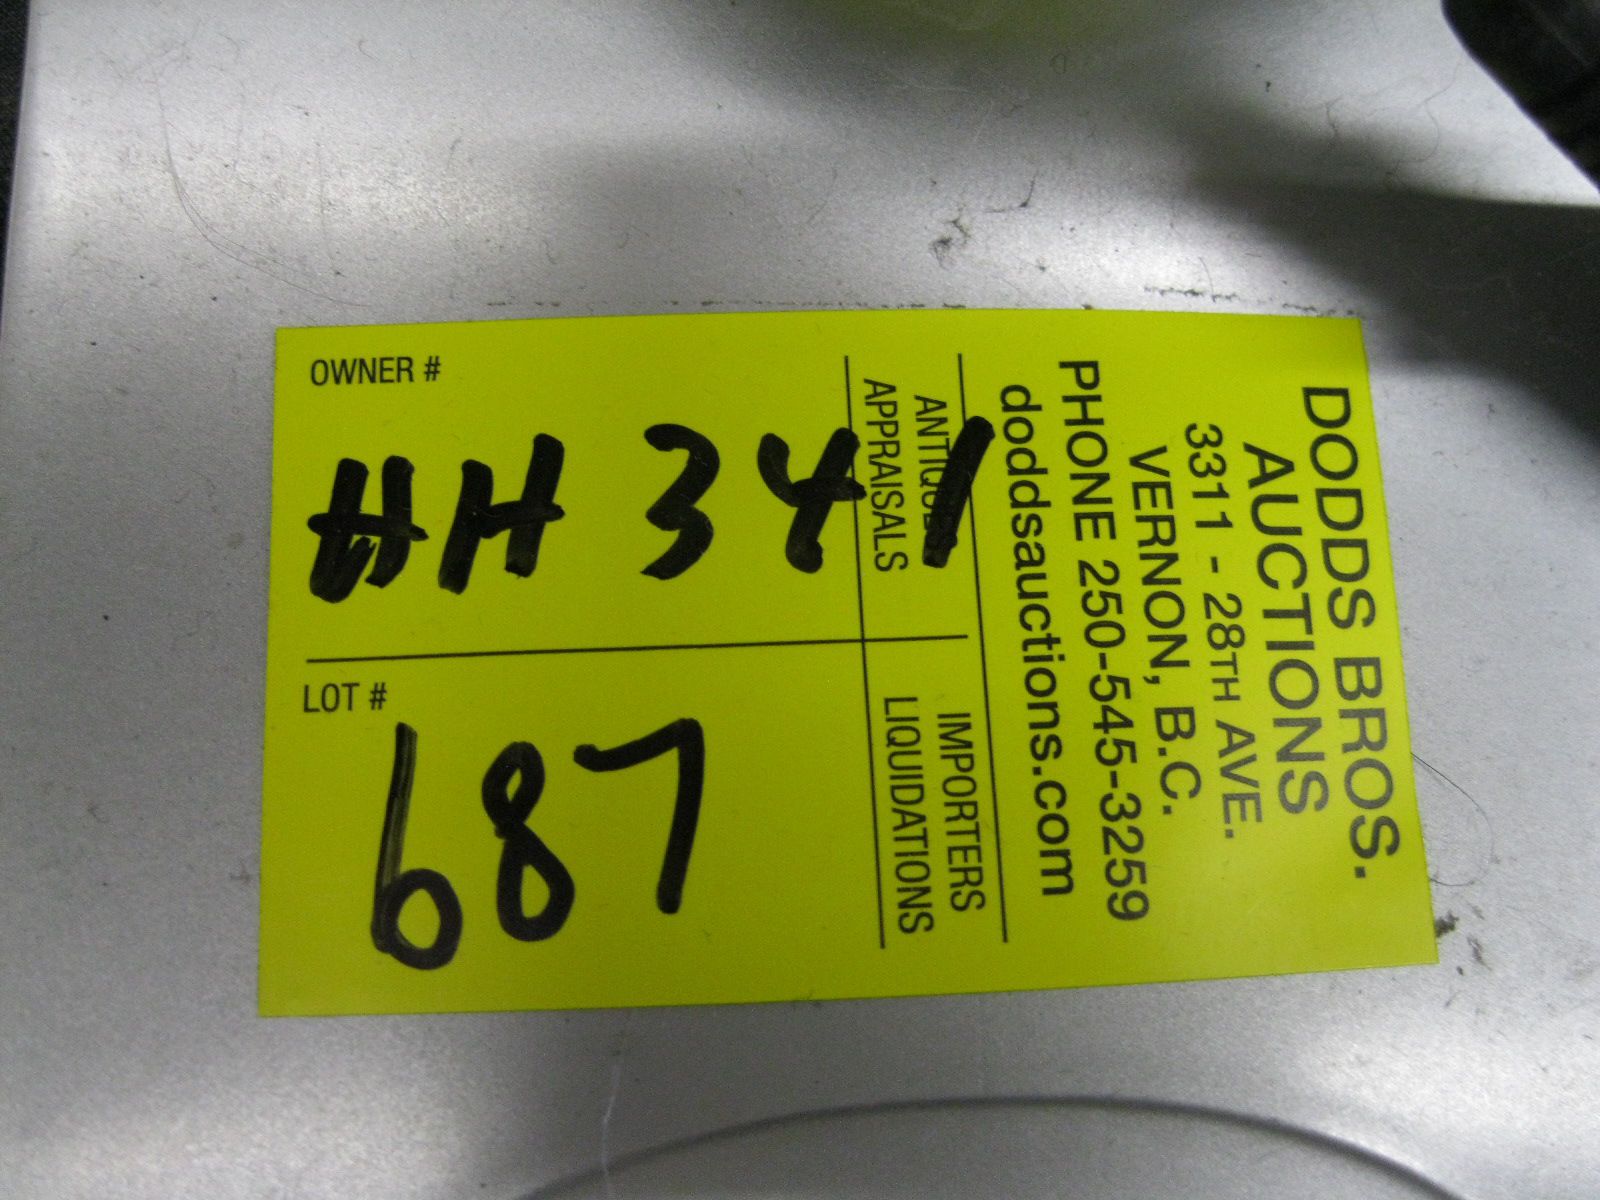 DODDS BROS.
AUCTIONS
3311 - 28TH AVE.
VERNON, B.C.
PHONE 250-545-3259
doddsauctions.com
ANTIQUES IMPORTERS
APPRAISALS LIQUIDATIONS
OWNER #
HH 341
LOT #
687